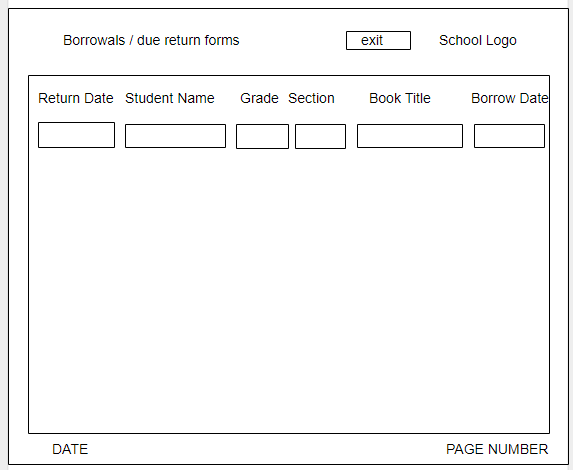 Borrowals / due return forms exit School Logo
Return Date Student Name Grade Section Book Title Borrow Date
DATE PAGE NUMBER